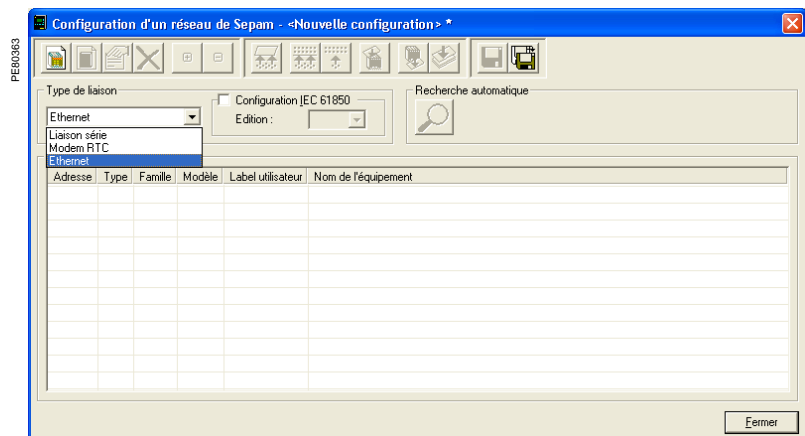 Configuration d'un réseau de Sepam - <Nouvelle configuration> *
PE80363
Type de liaison
Configuration IEC 61850
Recherche automatique
Ethernet
Edition :
Liaison série
Modem RTC
Ethernet
Adresse Type Famille Modèle Label utilisateur Nom de l'équipement
Fermer